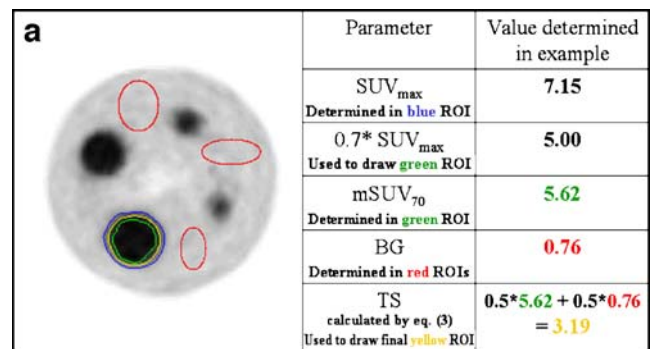 a
Parameter
Value determined
in example
SUVmax
Determined in blue ROI
7.15
0.7* SUVmax
Used to draw green ROI
5.00
mSUV70
Determined in green ROI
5.62
BG
Determined in red ROIs
0.76
TS
calculated by eq. (3)
Used to draw final yellow ROI
0.5*5.62 + 0.5*0.76
= 3.19